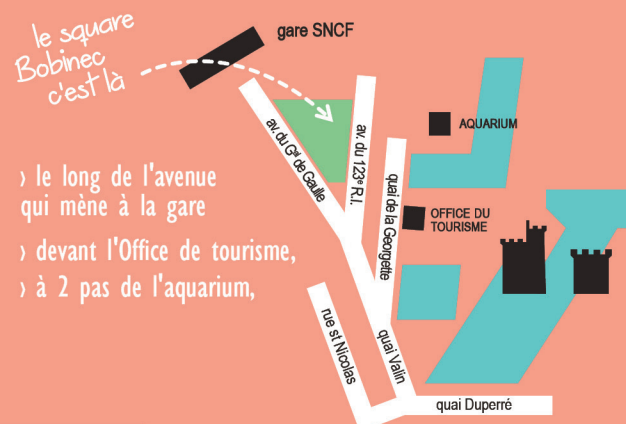 le square
Bobinec
c'est là
gare SNCF
› le long de l'avenue
qui mène à la gare
› devant l'Office de tourisme,
› à 2 pas de l'aquarium,
av. du Gal de Gaulle
av. du 123e R.I.
quai de la Georgette
AQUARIUM
OFFICE DU
TOURISME
rue st Nicolas
quai Valin
quai Duperré